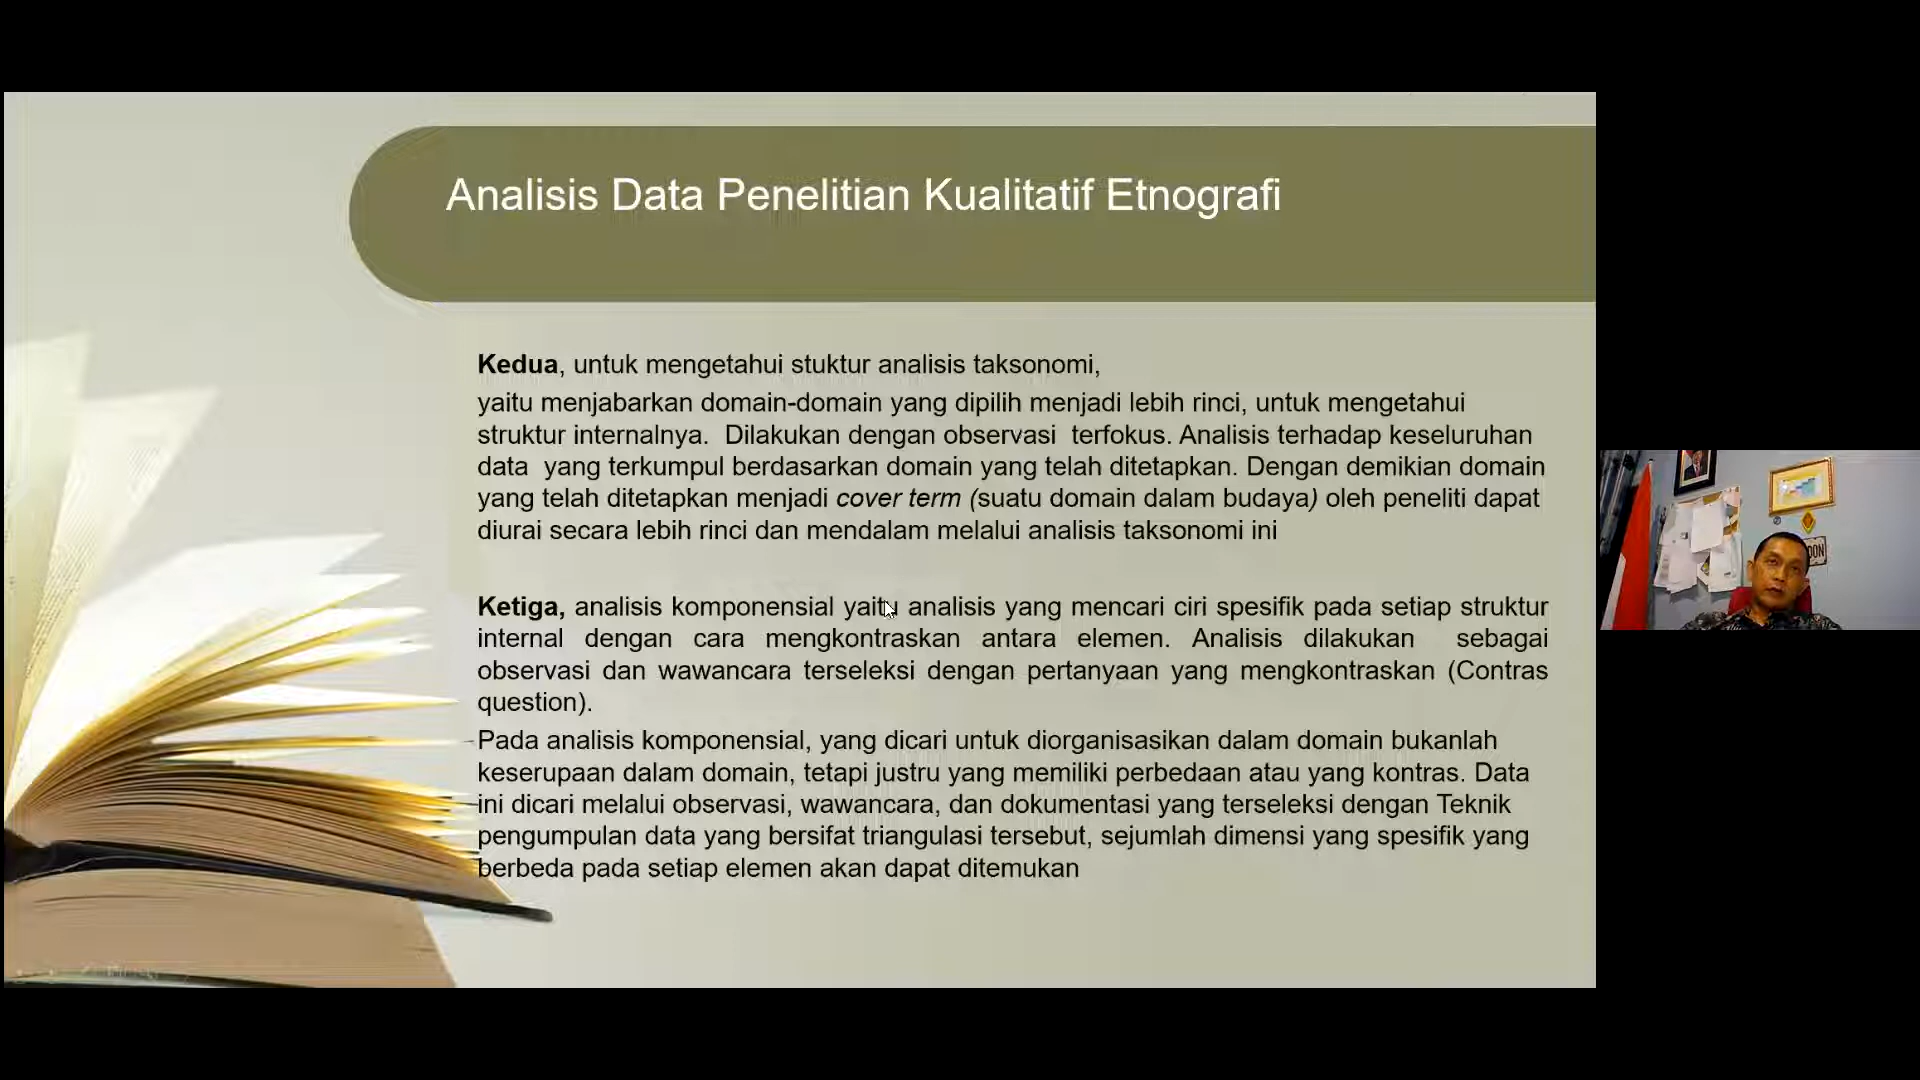 Analisis Data Penelitian Kualitatif Etnografi
Kedua, untuk mengetahui stuktur analisis taksonomi,
yaitu menjabarkan domain-domain yang dipilih menjadi lebih rinci, untuk mengetahui
struktur internalnya.  Dilakukan dengan observasi  terfokus. Analisis terhadap keseluruhan
data  yang terkumpul berdasarkan domain yang telah ditetapkan. Dengan demikian domain
yang telah ditetapkan menjadi cover term (suatu domain dalam budaya) oleh peneliti dapat
diurai secara lebih rinci dan mendalam melalui analisis taksonomi ini
Ketiga, analisis komponensial yaitu analisis yang mencari ciri spesifik pada setiap struktur
internal dengan cara mengkontraskan antara elemen. Analisis dilakukan  sebagai
observasi dan wawancara terseleksi dengan pertanyaan yang mengkontraskan (Contras
question).
Pada analisis komponensial, yang dicari untuk diorganisasikan dalam domain bukanlah
keserupaan dalam domain, tetapi justru yang memiliki perbedaan atau yang kontras. Data
ini dicari melalui observasi, wawancara, dan dokumentasi yang terseleksi dengan Teknik
pengumpulan data yang bersifat triangulasi tersebut, sejumlah dimensi yang spesifik yang
berbeda pada setiap elemen akan dapat ditemukan